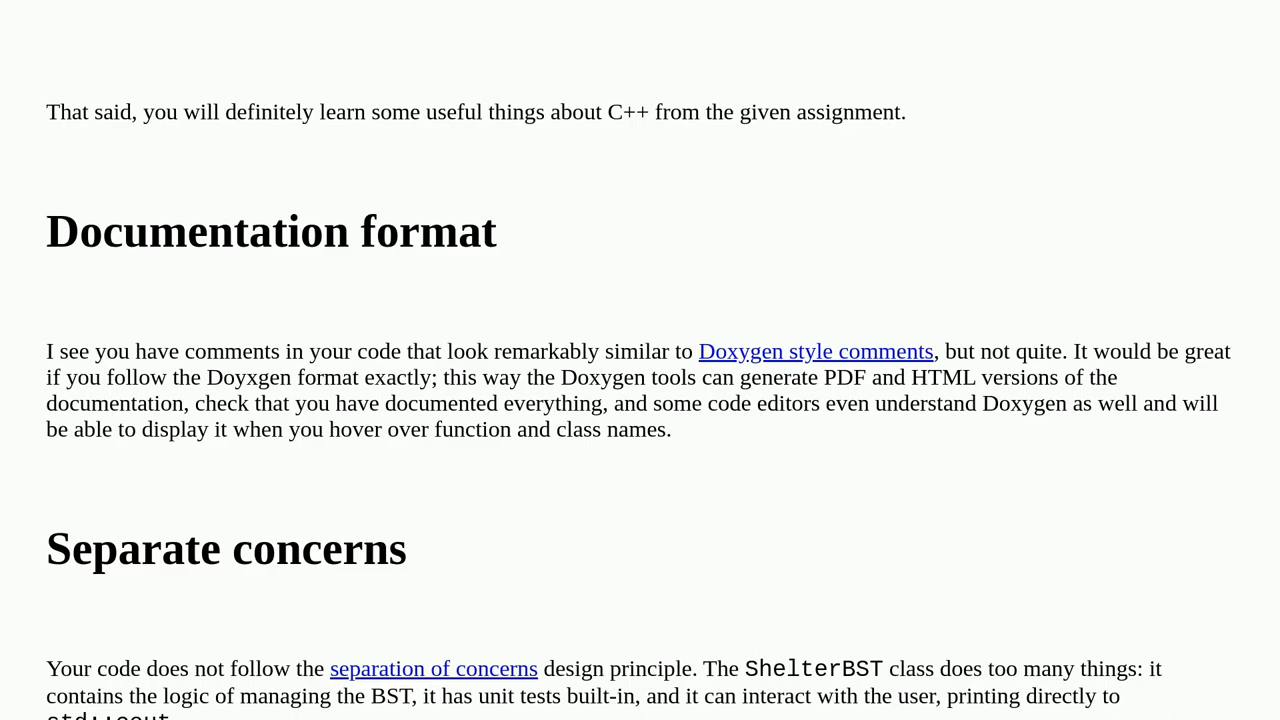 That said, you will definitely learn some useful things about C++ from the given assignment.
Documentation format
I see you have comments in your code that look remarkably similar to Doxygen style comments, but not quite. It would be great
if you follow the Doyxgen format exactly; this way the Doxygen tools can generate PDF and HTML versions of the
documentation, check that you have documented everything, and some code editors even understand Doxygen as well and will
be able to display it when you hover over function and class names.
Separate concerns
Your code does not follow the separation of concerns design principle. The ShelterBST class does too many things: it
contains the logic of managing the BST, it has unit tests built-in, and it can interact with the user, printing directly to
std::cout